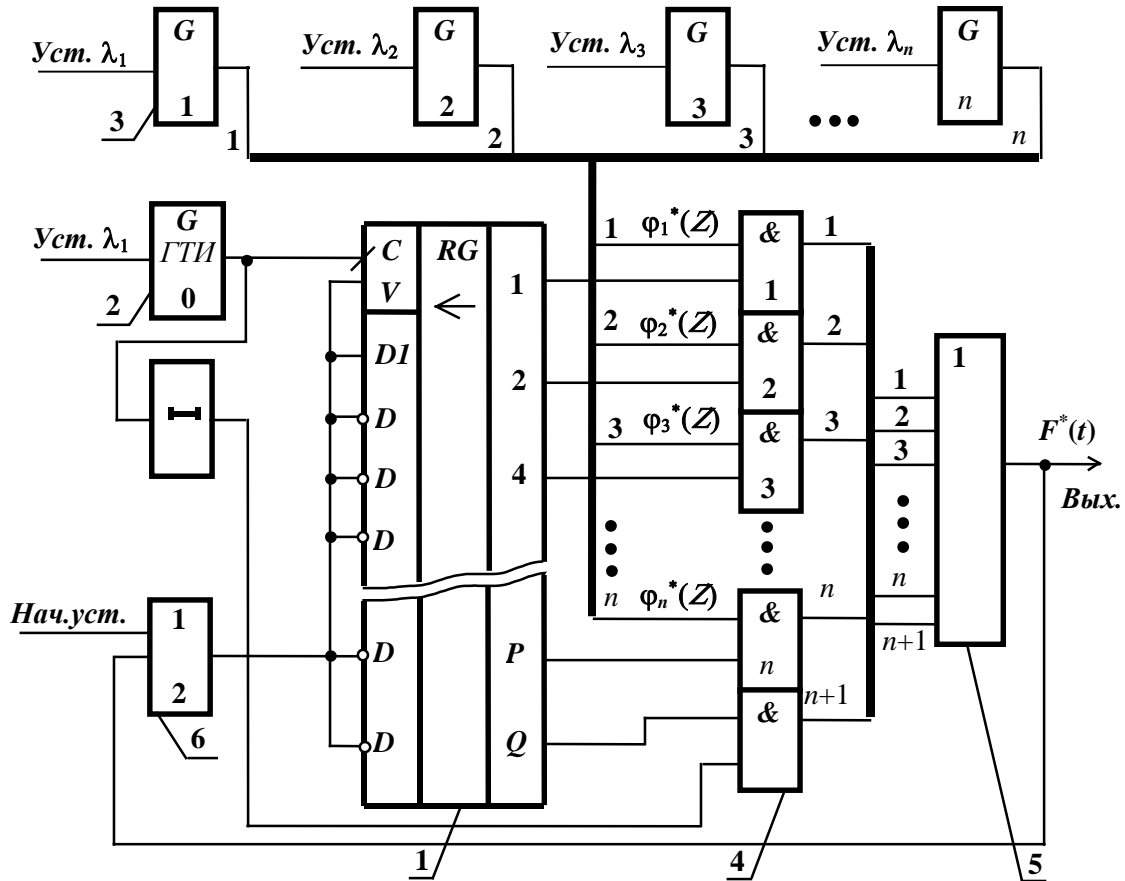 G
G
G
G
Уст. λ1
Уст. λ2
Уст. λ3
Уст. λn
1
2
3
n
3
1
2
3
n
G
ГТИ
0
Уст. λ1
2
C
V
RG
1
2
4
P
Q
D1
D
D
D
D
D
1
φ1*(Z)
&
1
1
2
φ2*(Z)
&
2
2
3
φ3*(Z)
&
3
3
n
φn*(Z)
&
n
n
&
n+1
1
2
3
n
n+1
1
F*(t)
Вых.
Нач.уст.
1
2
6
1
4
5